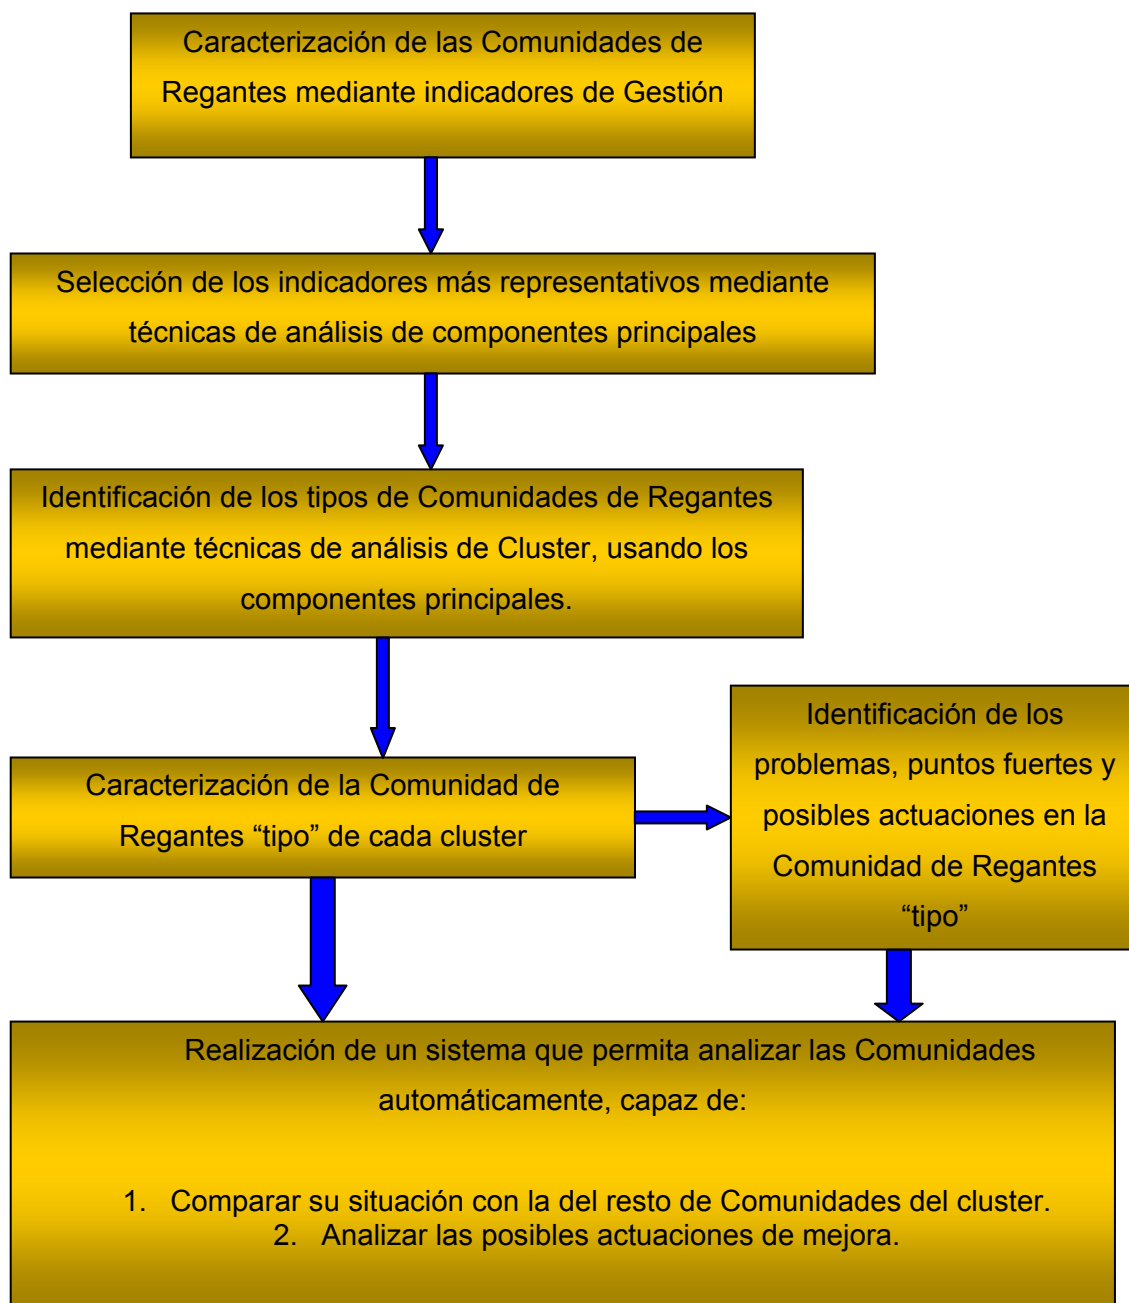 Caracterización de las Comunidades de
Regantes mediante indicadores de Gestión
Selección de los indicadores más representativos mediante
técnicas de análisis de componentes principales
Identificación de los tipos de Comunidades de Regantes
mediante técnicas de análisis de Cluster, usando los
componentes principales.
Caracterización de la Comunidad de
Regantes “tipo” de cada cluster
Identificación de los
problemas, puntos fuertes y
posibles actuaciones en la
Comunidad de Regantes
“tipo”
Realización de un sistema que permita analizar las Comunidades
automáticamente, capaz de:
1. Comparar su situación con la del resto de Comunidades del cluster.
2. Analizar las posibles actuaciones de mejora.